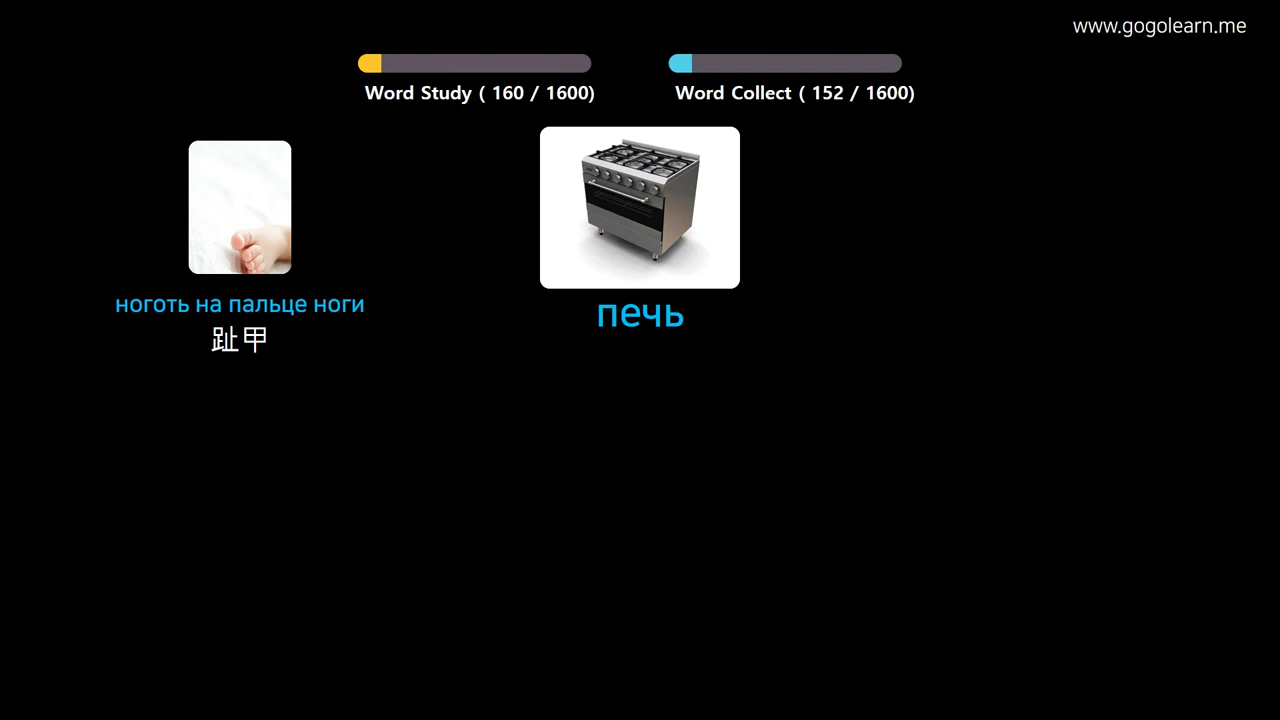 www.gogolearn.me
Word Study ( 160 / 1600)
Word Collect ( 152 / 1600)
ноготь на пальце ноги
趾甲
печь